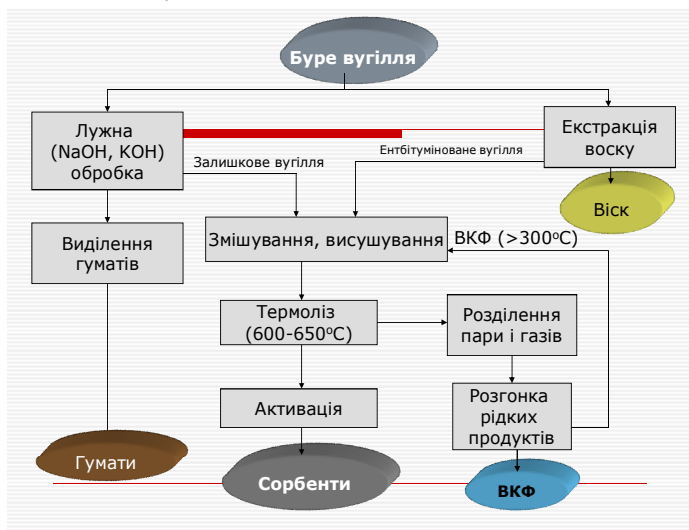 Буре вугілля
Лужна
(NaOH, KOH)
обробка
Екстракція
воску
Залишкове вугілля
Ентбітуміноване вугілля
Віск
Виділення
гуматів
Змішування, висушування
ВКФ (>300°C)
Термоліз
(600-650°C)
Розділення
пари і газів
Активація
Розгонка
рідких
продуктів
Гумати
Сорбенти
ВКФ